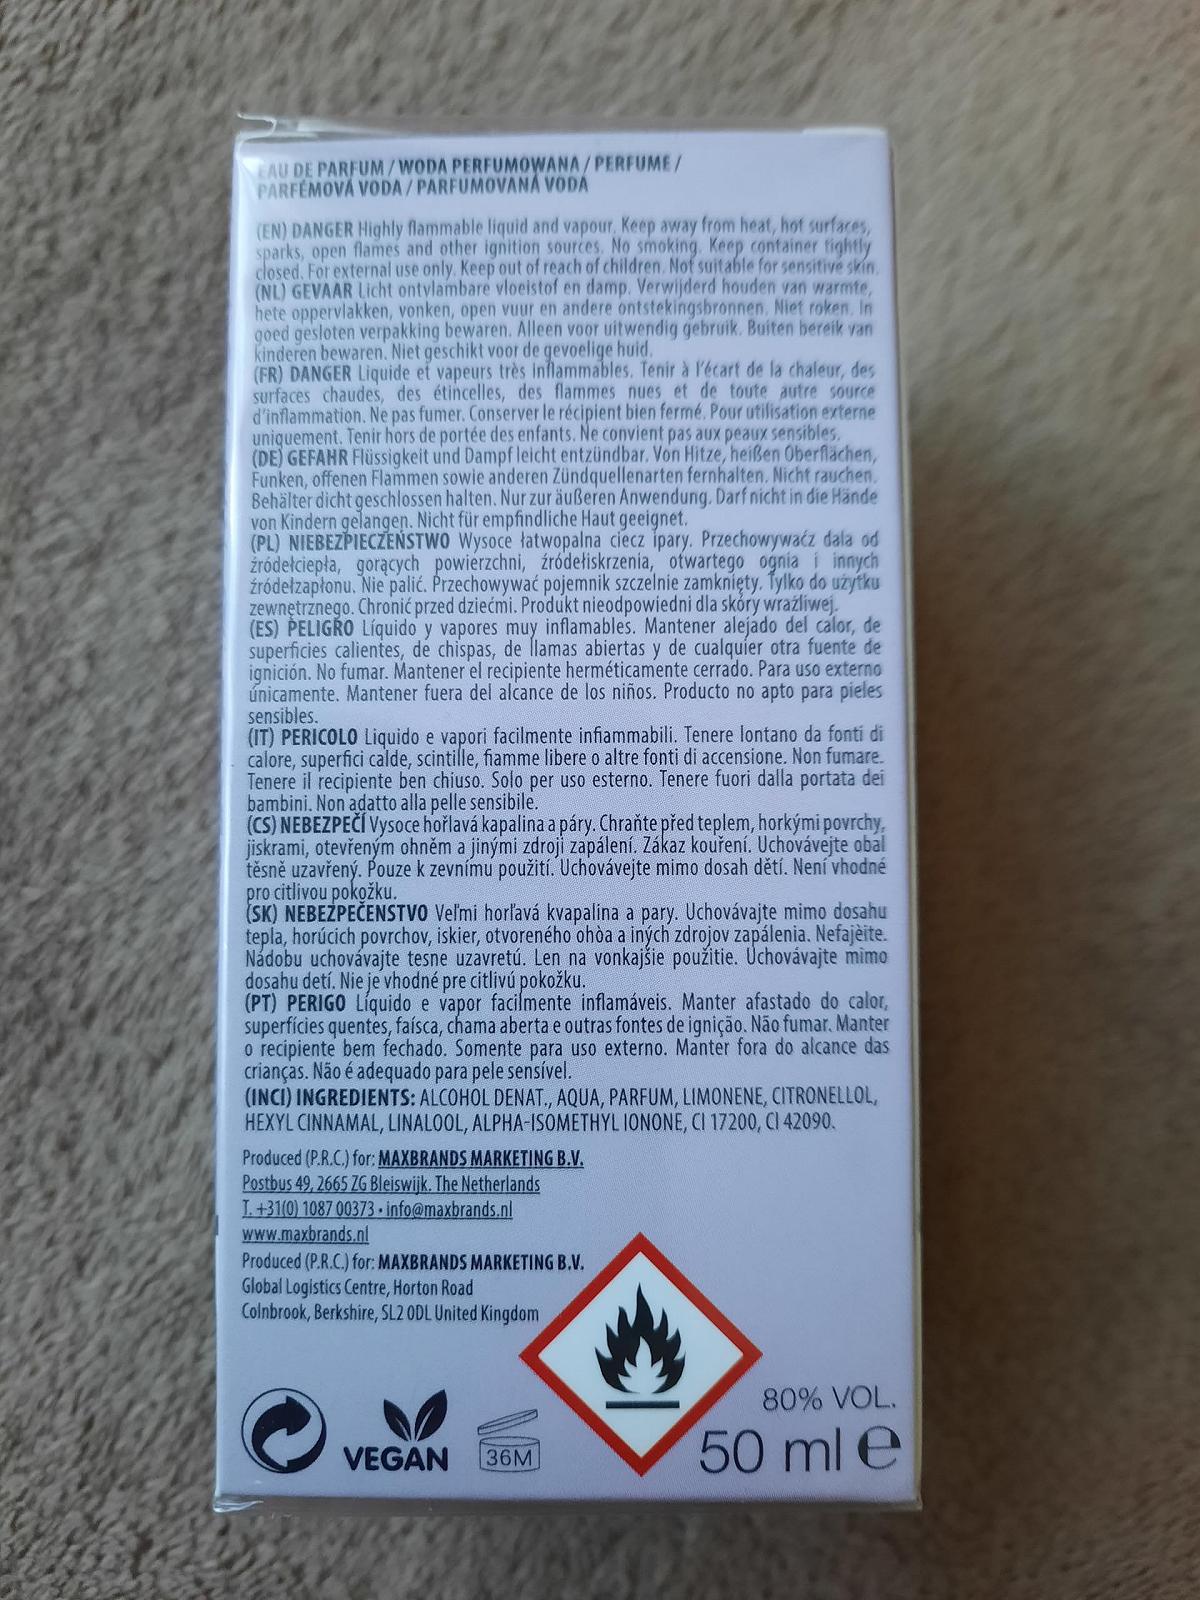 EAU DE PARFUM / WODA PERFUMOWANA / PERFUME /
PARFÉMOVÁ VODA / PARFUMOVANÁ VODA
(EN) DANGER Highly flammable liquid and vapour. Keep away from heat, hot surfaces,
sparks, open flames and other ignition sources. No smoking. Keep container tightly
closed. For external use only. Keep out of reach of children. Not suitable for sensitive skin.
(NL) GEVAAR Licht ontvlambare vloeistof en damp. Verwijderd houden van warmte,
hete oppervlakken, vonken, open vuur en andere ontstekingsbronnen. Niet roken. In
goed gesloten verpakking bewaren. Alleen voor uitwendig gebruik. Buiten bereik van
kinderen bewaren. Niet geschikt voor de gevoelige huid.
(FR) DANGER Liquide et vapeurs très inflammables. Tenir à l'écart de la chaleur, des
surfaces chaudes, des étincelles, des flammes nues et de toute autre source
d'inflammation. Ne pas fumer. Conserver le récipient bien fermé. Pour utilisation externe
uniquement. Tenir hors de portée des enfants. Ne convient pas aux peaux sensibles.
(DE) GEFAHR Flüssigkeit und Dampf leicht entzündbar. Von Hitze, heißen Oberflächen,
Funken, offenen Flammen sowie anderen Zündquellenarten fernhalten. Nicht rauchen.
Behälter dicht geschlossen halten. Nur zur äußeren Anwendung. Darf nicht in die Hände
von Kindern gelangen. Nicht für empfindliche Haut geeignet.
(PL) NIEBEZPIECZEŃSTWO Wysoce łatwopalna ciecz ipary. Przechowywaćz dala od
źródełciepła, gorących powierzchni, źródełiskrzenia, otwartego ognia i innych
źródełzapłonu. Nie palić. Przechowywać pojemnik szczelnie zamknięty. Tylko do użytku
zewnętrznego. Chronić przed dziećmi. Produkt nieodpowiedni dla skóry wrażliwej.
(ES) PELIGRO Líquido y vapores muy inflamables. Mantener alejado del calor, de
superficies calientes, de chispas, de llamas abiertas y de cualquier otra fuente de
ignición. No fumar. Mantener el recipiente herméticamente cerrado. Para uso externo
únicamente. Mantener fuera del alcance de los niños. Producto no apto para pieles
sensibles.
(IT) PERICOLO Liquido e vapori facilmente infiammabili. Tenere lontano da fonti di
calore, superfici calde, scintille, fiamme libere o altre fonti di accensione. Non fumare.
Tenere il recipiente ben chiuso. Solo per uso esterno. Tenere fuori dalla portata dei
bambini. Non adatto alla pelle sensibile.
(CS) NEBEZPEČÍ Vysoce hořlavá kapalina a páry. Chraňte před teplem, horkými povrchy,
jiskrami, otevřeným ohněm a jinými zdroji zapálení. Zákaz kouření. Uchovávejte obal
těsně uzavřený. Pouze k zevnímu použití. Uchovávejte mimo dosah dětí. Není vhodné
pro citlivou pokožku.
(SK) NEBEZPEČENSTVO Veľmi horľavá kvapalina a pary. Uchovávajte mimo dosahu
tepla, horúcich povrchov, iskier, otvoreného ohòa a iných zdrojov zapálenia. Nefajèite.
Nádobu uchovávajte tesne uzavretú. Len na vonkajšie použitie. Uchovávajte mimo
dosahu detí. Nie je vhodné pre citlivú pokožku.
(PT) PERIGO Líquido e vapor facilmente inflamáveis. Manter afastado do calor,
superfícies quentes, faísca, chama aberta e outras fontes de ignição. Não fumar. Manter
o recipiente bem fechado. Somente para uso externo. Manter fora do alcance das
crianças. Não é adequado para pele sensível.
(INCI) INGREDIENTS: ALCOHOL DENAT., AQUA, PARFUM, LIMONENE, CITRONELLOL,
HEXYL CINNAMAL, LINALOOL, ALPHA-ISOMETHYL IONONE, CI 17200, CI 42090.
Produced (P.R.C.) for: MAXBRANDS MARKETING B.V.
Postbus 49, 2665 ZG Bleiswijk. The Netherlands
T. +31(0) 1087 00373 • info@maxbrands.nl
www.maxbrands.nl
Produced (P.R.C.) for: MAXBRANDS MARKETING B.V.
Global Logistics Centre, Horton Road
Colnbrook, Berkshire, SL2 0DL United Kingdom
VEGAN
36M
80% VOL.
50 ml e